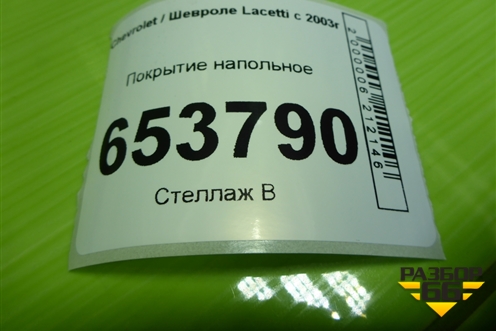 Chevrolet / Шевроле Lacetti с 2003г
Покрытие напольное
653790
Стеллаж В
2000006212146
РАЗБОР
66